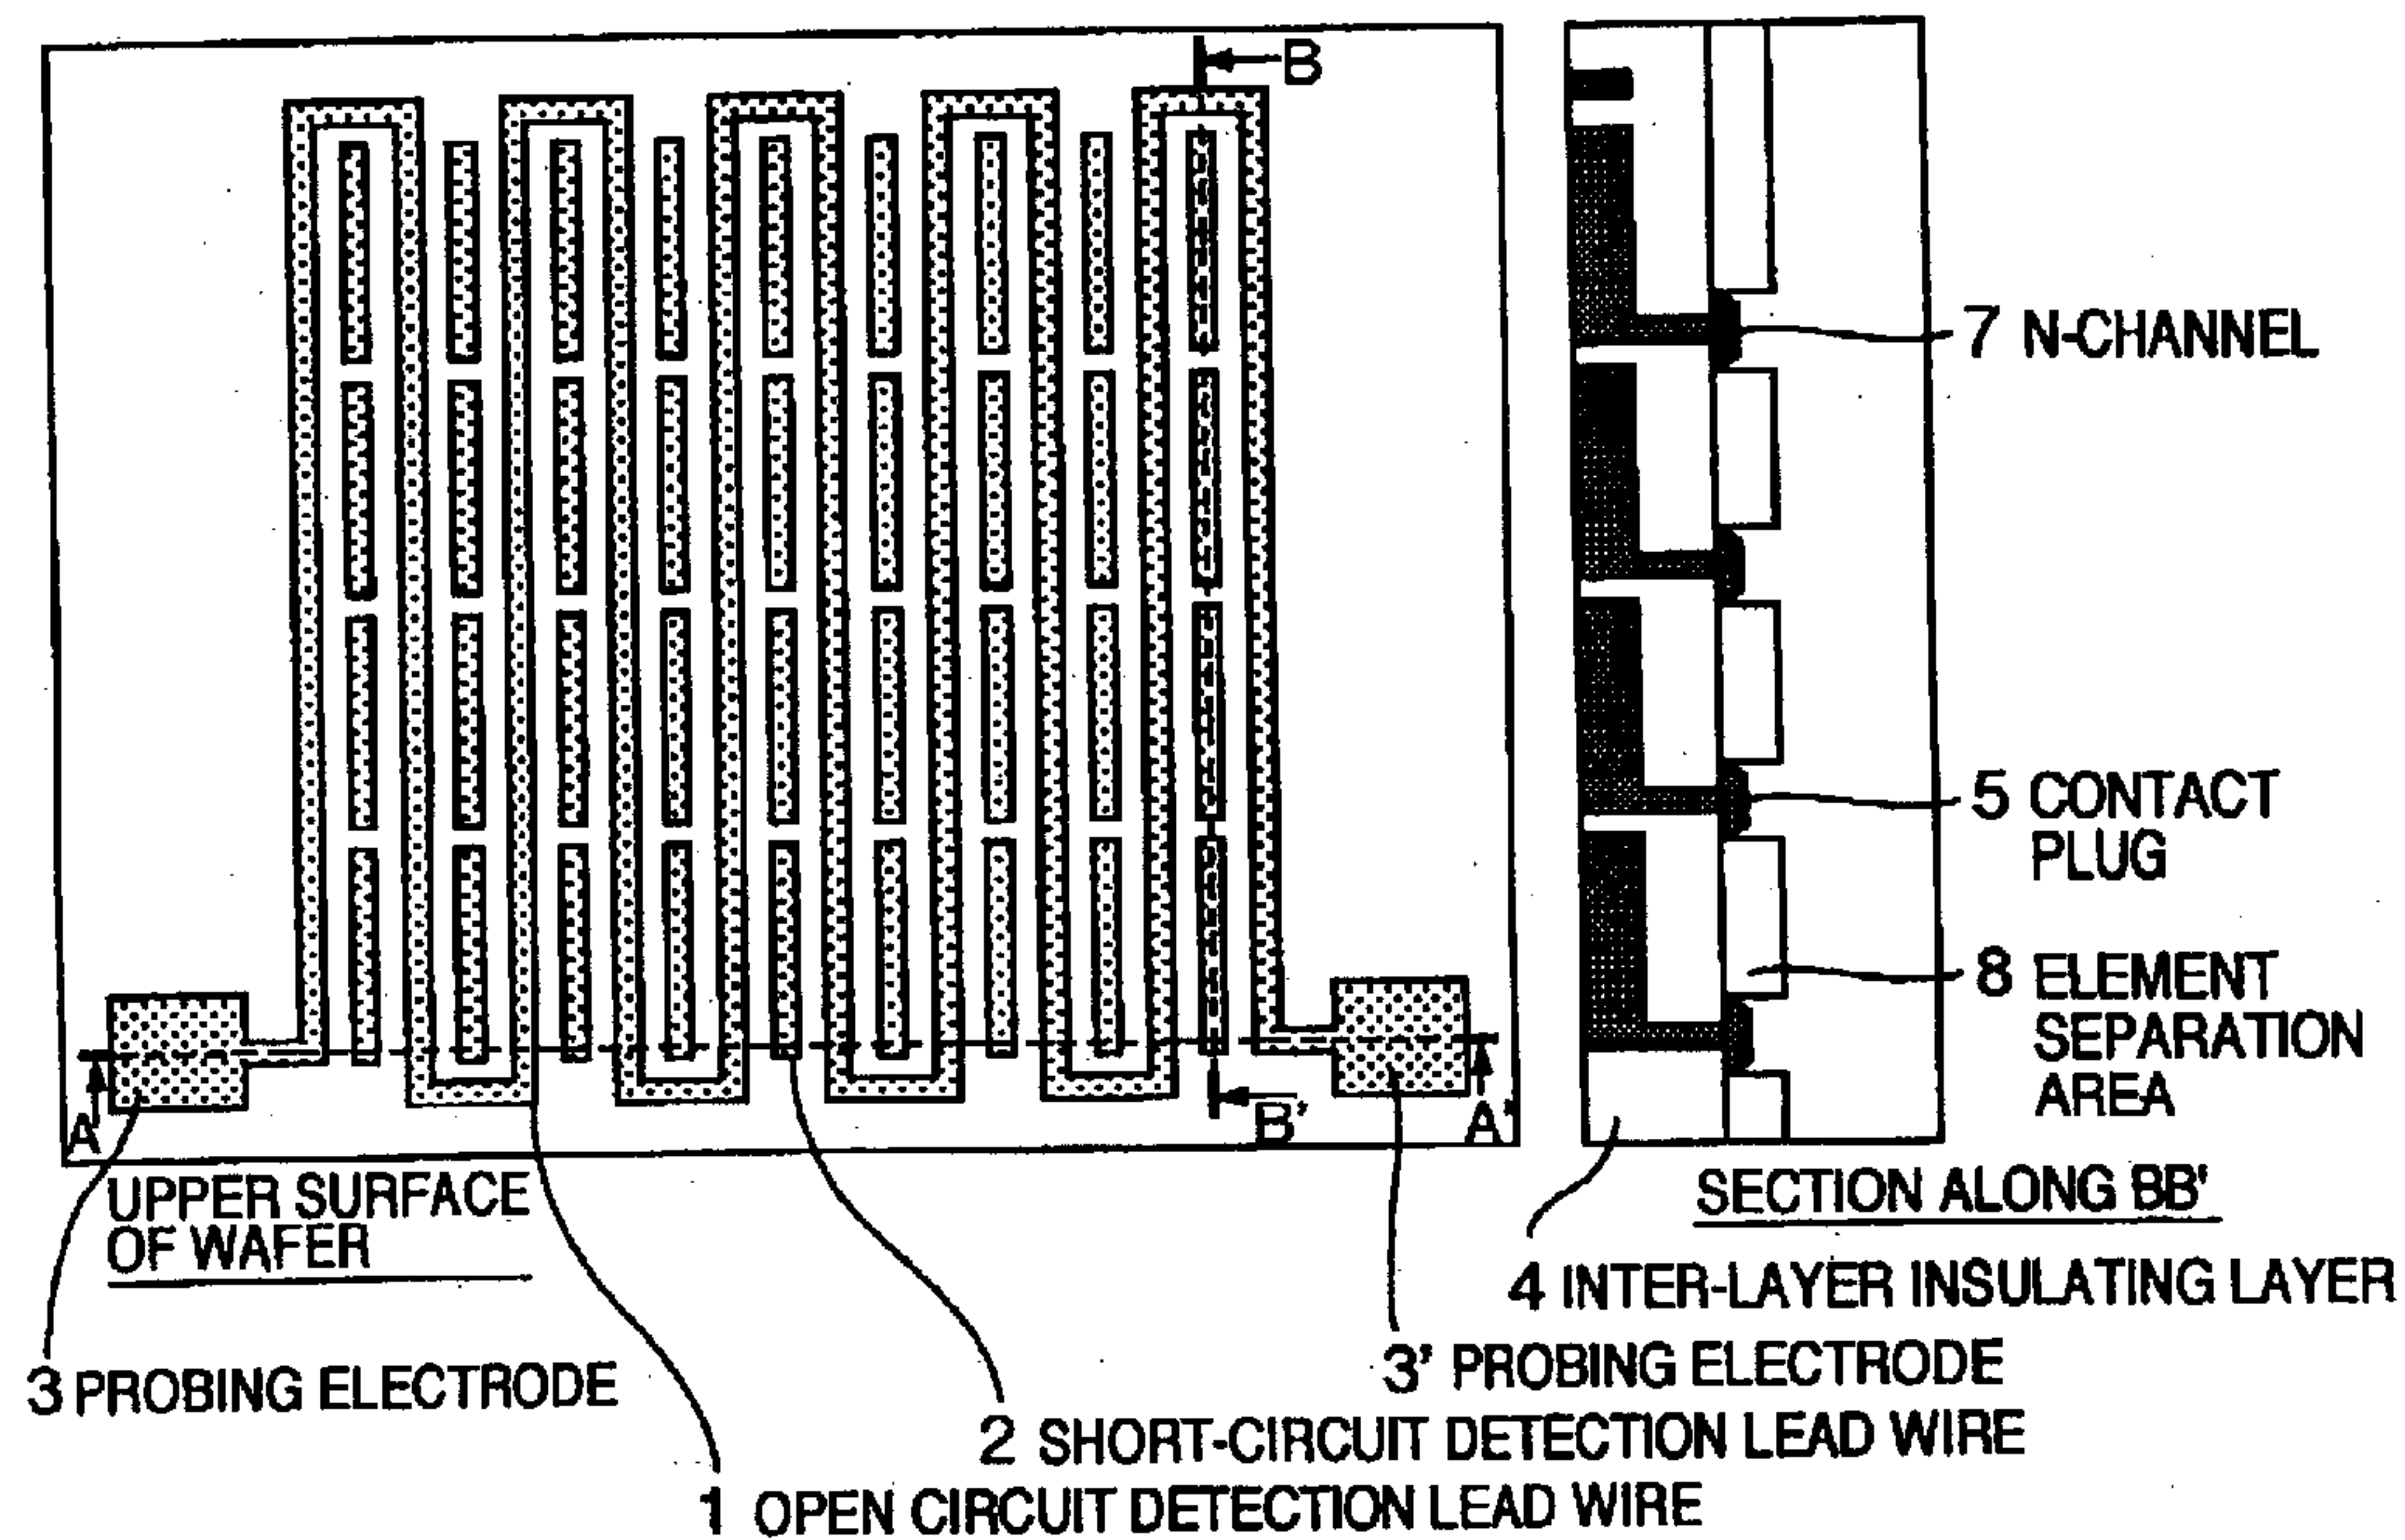 B
7 N-CHANNEL
5 CONTACT
PLUG
8 ELEMENT
SEPARATION
AREA
A
B'
A'
UPPER SURFACE
OF WAFER
SECTION ALONG BB'
4 INTER-LAYER INSULATING LAYER
3' PROBING ELECTRODE
3 PROBING ELECTRODE
2 SHORT-CIRCUIT DETECTION LEAD WIRE
1 OPEN CIRCUIT DETECTION LEAD WIRE